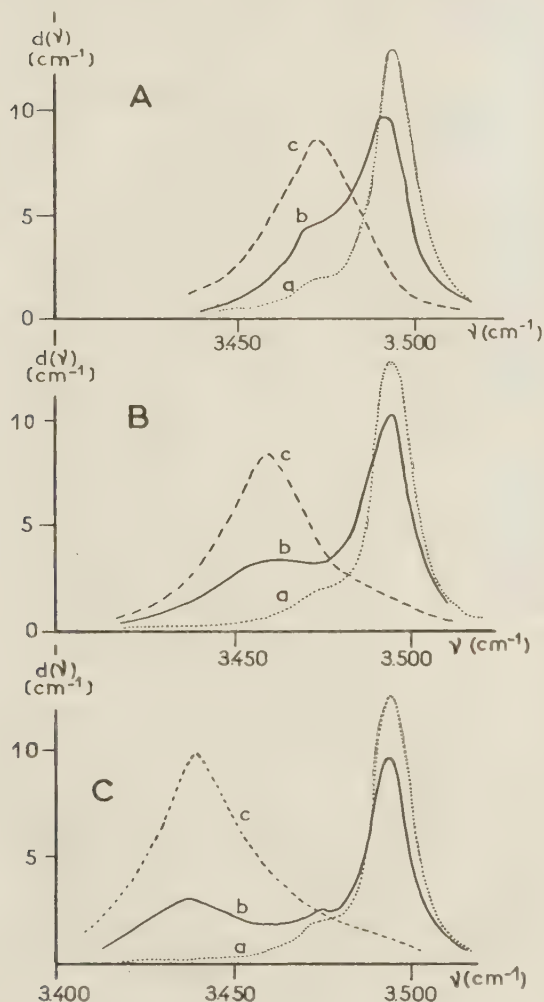 d(ν)
(cm⁻¹)
A
10
c
b
5
a
0
3.450
3.500
ν (cm⁻¹)
d(ν)
(cm⁻¹)
B
10
c
5
b
a
0
3.450
3.500
ν (cm⁻¹)
d(ν)
(cm⁻¹)
10
C
c
5
b
a
3.400
3.450
3.500
ν (cm⁻¹)